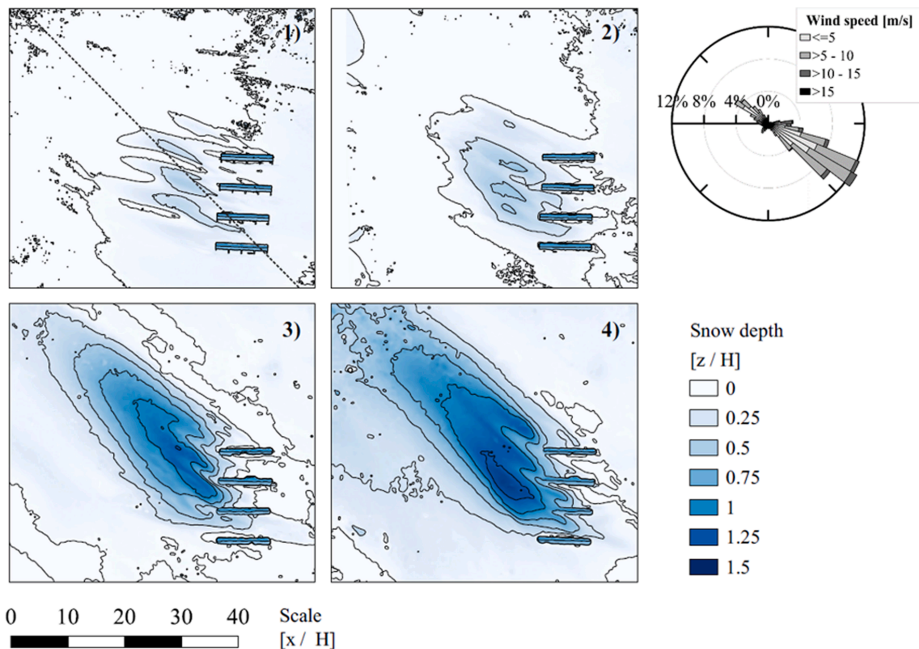 1)
2)
Wind speed [m/s]
<=5
>5 - 10
>10 - 15
>15
12% 8% 4% 0%
3)
4)
Snow depth
[z / H]
0
0.25
0.5
0.75
1
1.25
1.5
0 10 20 30 40
Scale
[x / H]